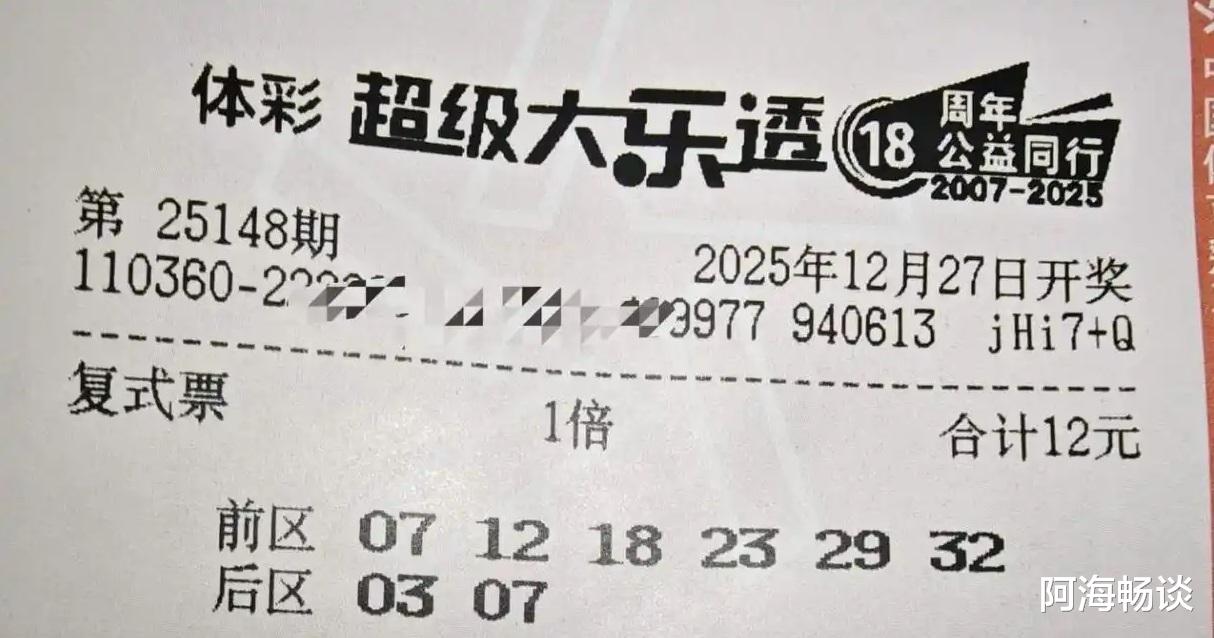 体彩 超级大乐透 18 周年 公益同行 2007-2025
第 25148期 2025年12月27日开奖
110360-22 9977 940613 jHi7+Q
复式票 1倍 合计12元
前区 07 12 18 23 29 32
后区 03 07
阿海畅谈